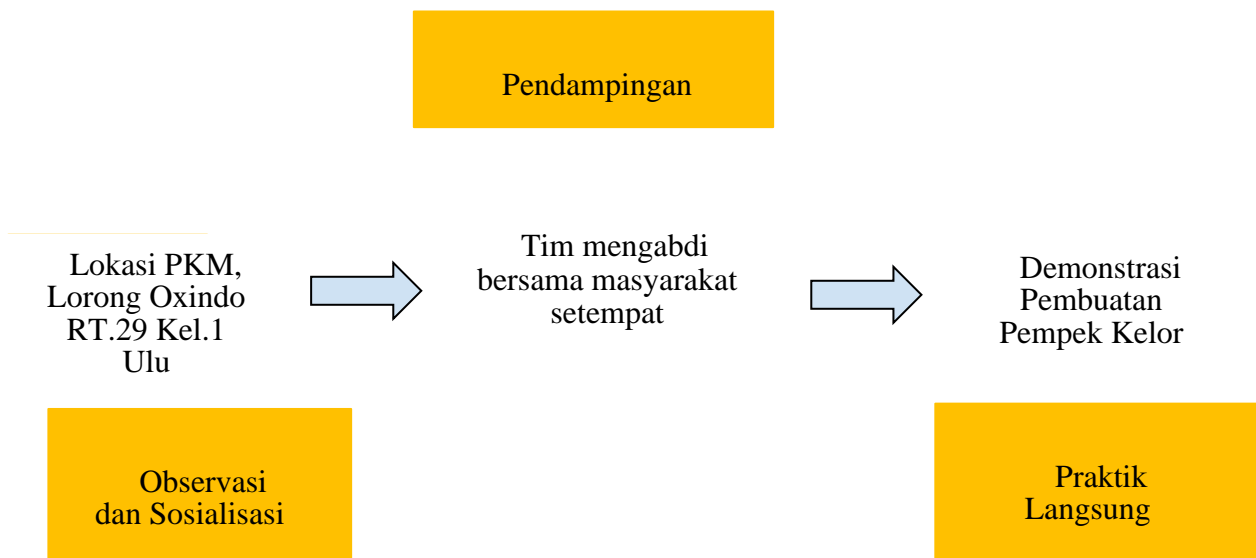 Pendampingan
Lokasi PKM,
Lorong Oxindo
RT.29 Kel.1
Ulu
Tim mengabdi
bersama masyarakat
setempat
Demonstrasi
Pembuatan
Pempek Kelor
Observasi
dan Sosialisasi
Praktik
Langsung